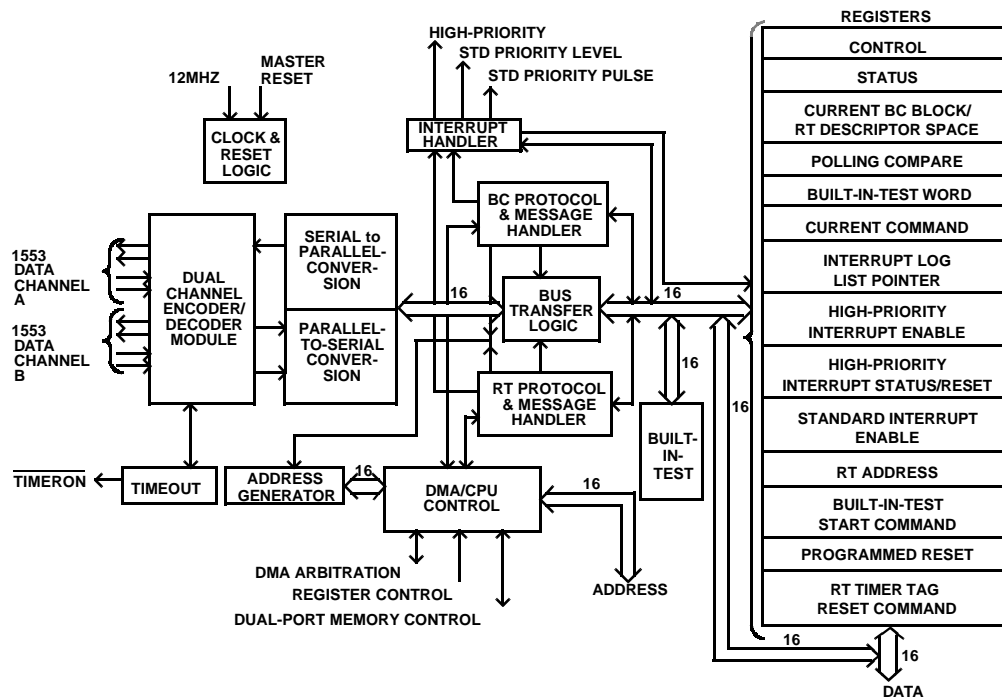 HIGH-PRIORITY
STD PRIORITY LEVEL
STD PRIORITY PULSE
12MHZ
MASTER
RESET
CLOCK &
RESET
LOGIC
INTERRUPT
HANDLER
BC PROTOCOL
& MESSAGE
HANDLER
1553
DATA
CHANNEL
A
1553
DATA
CHANNEL
B
DUAL
CHANNEL
ENCODER/
DECODER
MODULE
SERIAL to
PARALLEL-
CONVER-
SION
PARALLEL-
TO-SERIAL
CONVER-
SION
16
BUS
TRANSFER
LOGIC
16
RT PROTOCOL
& MESSAGE
HANDLER
16
BUILT-
IN-
TEST
16
TIMERON
TIMEOUT
ADDRESS
GENERATOR
16
DMA/CPU
CONTROL
16
DMA ARBITRATION
REGISTER CONTROL
DUAL-PORT MEMORY CONTROL
ADDRESS
REGISTERS
CONTROL
STATUS
CURRENT BC BLOCK/
RT DESCRIPTOR SPACE
POLLING COMPARE
BUILT-IN-TEST WORD
CURRENT COMMAND
INTERRUPT LOG
LIST POINTER
HIGH-PRIORITY
INTERRUPT ENABLE
HIGH-PRIORITY
INTERRUPT STATUS/RESET
STANDARD INTERRUPT
ENABLE
RT ADDRESS
BUILT-IN-TEST
START COMMAND
PROGRAMMED RESET
RT TIMER TAG
RESET COMMAND
16
16
DATA